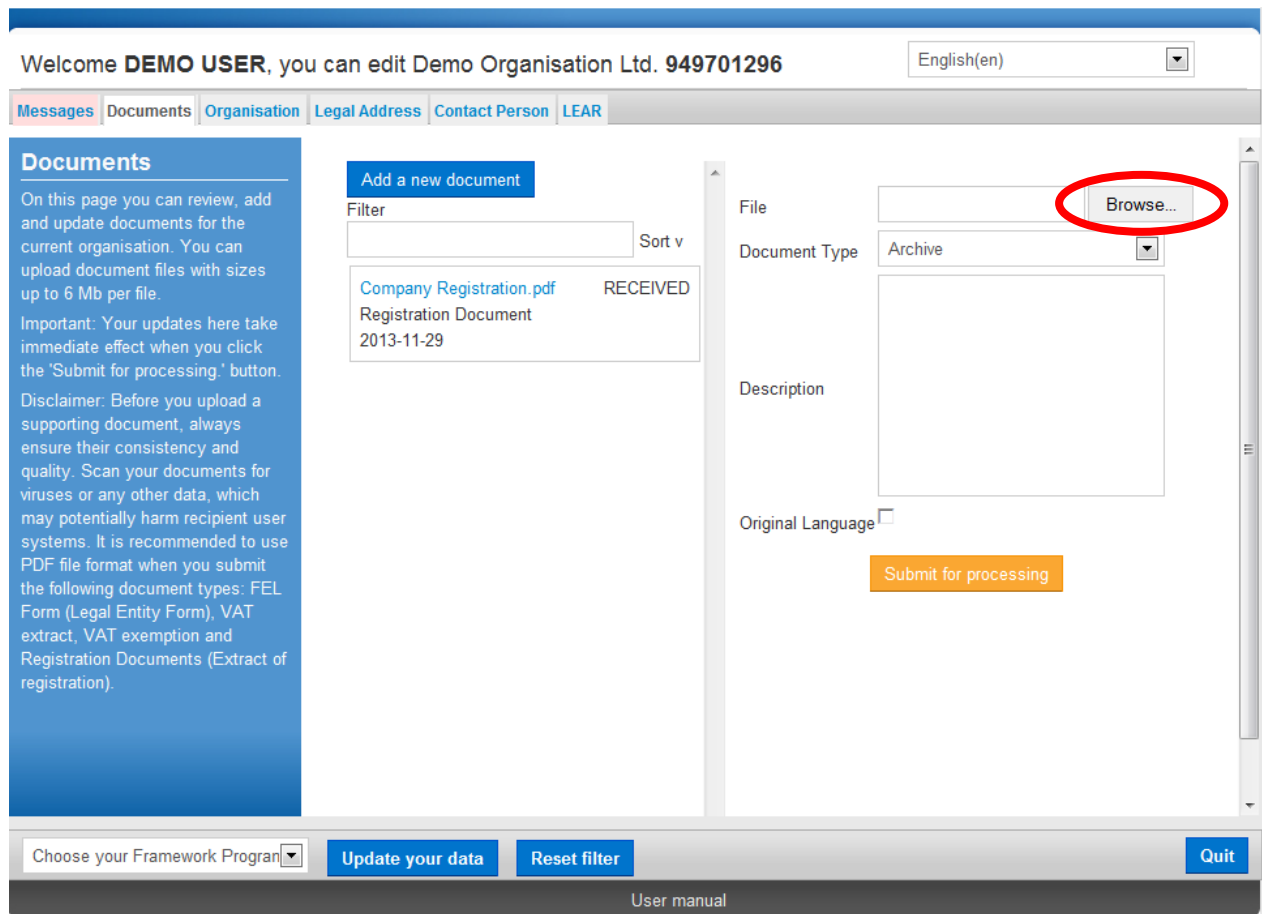 Welcome DEMO USER, you can edit Demo Organisation Ltd. 949701296
English(en)
Messages Documents Organisation Legal Address Contact Person LEAR
Documents
On this page you can review, add
and update documents for the
current organisation. You can
upload document files with sizes
up to 6 Mb per file.
Important: Your updates here take
immediate effect when you click
the 'Submit for processing.' button.
Disclaimer: Before you upload a
supporting document, always
ensure their consistency and
quality. Scan your documents for
viruses or any other data, which
may potentially harm recipient user
systems. It is recommended to use
PDF file format when you submit
the following document types: FEL
Form (Legal Entity Form), VAT
extract, VAT exemption and
Registration Documents (Extract of
registration).
Add a new document
Filter
Sort v
Company Registration.pdf RECEIVED
Registration Document
2013-11-29
File Browse...
Document Type Archive
Description
Original Language
Submit for processing
Choose your Framework Program Update your data Reset filter Quit
User manual